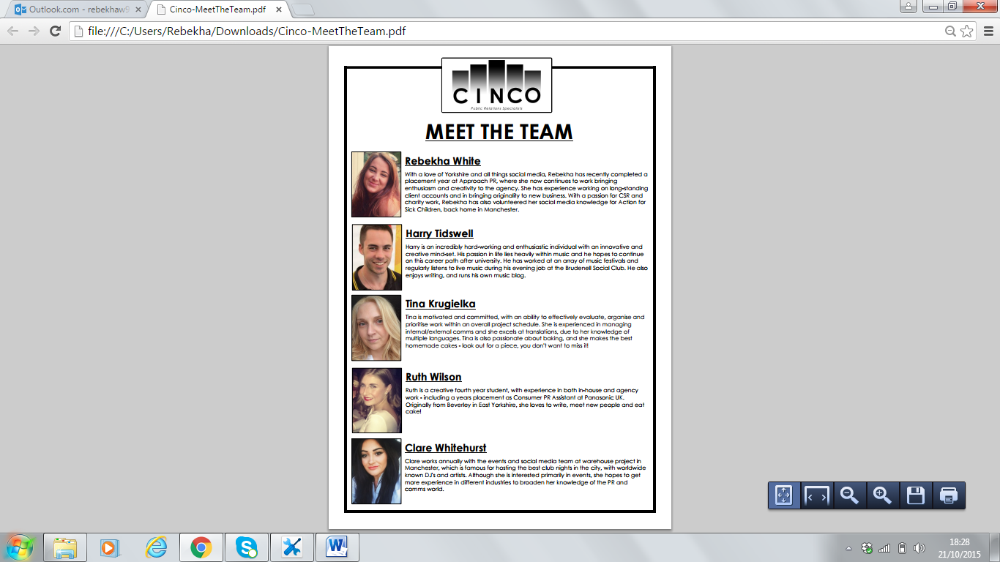 Outlook.com - rebekhaw9
Cinco-MeetTheTeam.pdf
file:///C:/Users/Rebekha/Downloads/Cinco-MeetTheTeam.pdf
CINCO
Public Relations Specialists
MEET THE TEAM
Rebekha White
With a love of Yorkshire and all things social media, Rebekha has recently completed a
placement year at Approach PR, where she now continues to work bringing
enthusiasm and creativity to the agency. She has experience working on long-standing
client accounts and in bringing originality to new business. With a passion for CSR and
charity work, Rebekha has also volunteered her social media knowledge for Action for
Sick Children, back home in Manchester.
Harry Tidswell
Harry is an incredibly hard-working and enthusiastic individual with an innovative and
creative mind-set. His passion in life lies heavily within music and he hopes to continue
on this career path after university. He has worked at an array of music festivals and
regularly listens to live music during his evening job at the Brudenell Social Club. He also
enjoys writing, and runs his own music blog.
Tina Krugielka
Tina is motivated and committed, with an ability to effectively evaluate, organise and
prioritise work within an overall project schedule. She is experienced in managing
internal/external comms and she excels at translations, due to her knowledge of
multiple languages. Tina is also passionate about baking, and she makes the best
homemade cakes - look out for a piece, you don't want to miss it!
Ruth Wilson
Ruth is a creative fourth year student, with experience in both in-house and agency
work - including a years placement as Consumer PR Assistant at Panasonic UK.
Originally from Beverley in East Yorkshire, she loves to write, meet new people and eat
cake!
Clare Whitehurst
Clare works annually with the events and social media team at warehouse project in
Manchester, which is famous for hosting the best club nights in the city, with worldwide
known DJ's and artists. Although she is interested primarily in events, she hopes to get
more experience in different industries to broaden her knowledge of the PR and
comms world.
18:28
21/10/2015